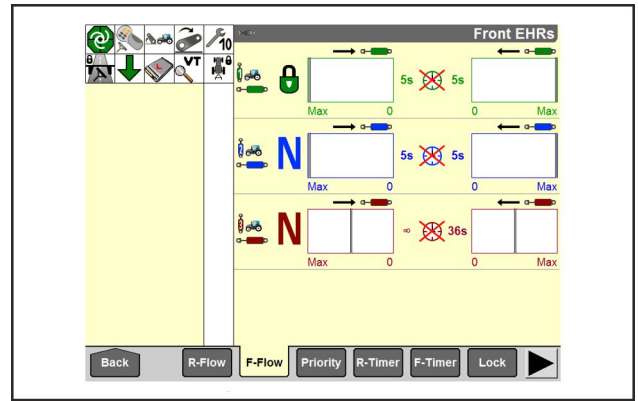 Front EHRs
10
VT
5s 5s
Max 0 0 Max
N 5s 5s
Max 0 0 Max
N ∞ 36s
Max 0 0 Max
Back R-Flow F-Flow Priority R-Timer F-Timer Lock